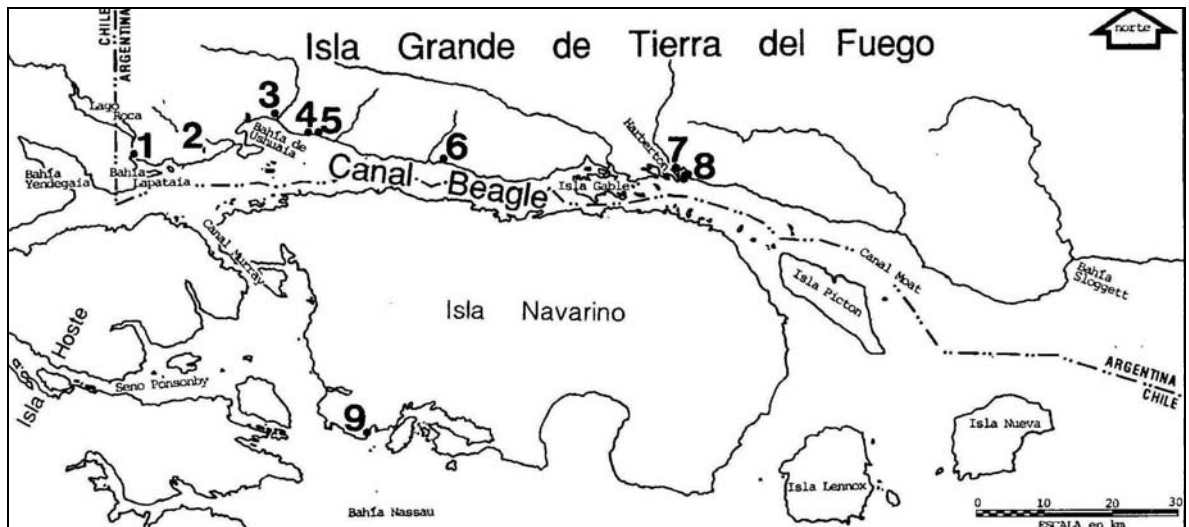 CHILE
ARGENTINA
Isla Grande de Tierra del Fuego
norte
Lago
Roca
1
2
3
4
5
6
7
8
Bahía de
Ushuaia
Harberton
Bahía
Yendegaia
Bahía
Lapataia
Canal Beagle
Isla Gable
Canal Murray
Canal Moat
Bahía
Sloggett
Isla Picton
Isla Navarino
Isla Hoste
Seno Ponsonby
9
ARGENTINA
CHILE
Isla Nueva
Isla Lennox
Bahía Nassau
0 10 20 30
ESCALA en km